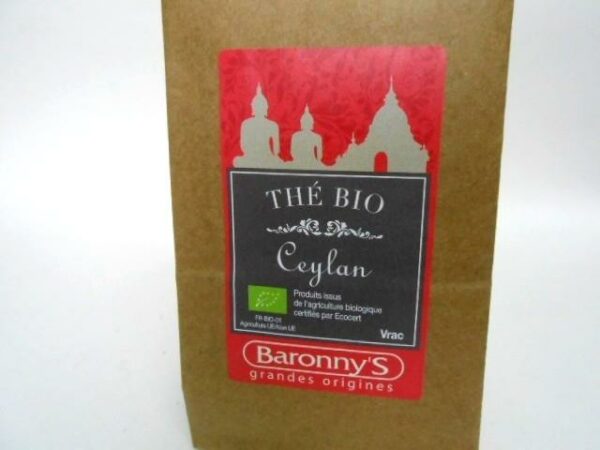 THÉ BIO
Ceylan
Produits issus
de l'agriculture biologique
certifiés par Ecocert
FR-BIO-01
Agriculture UE/Non UE
Vrac
Baronny'S
grandes origines